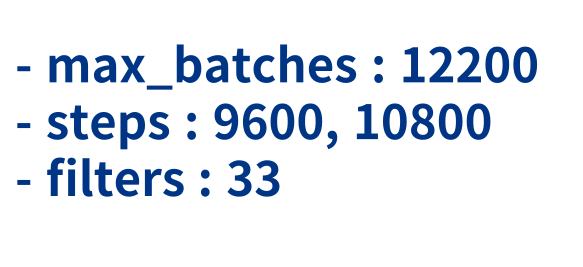 - max_batches : 12200
- steps : 9600, 10800
- filters : 33